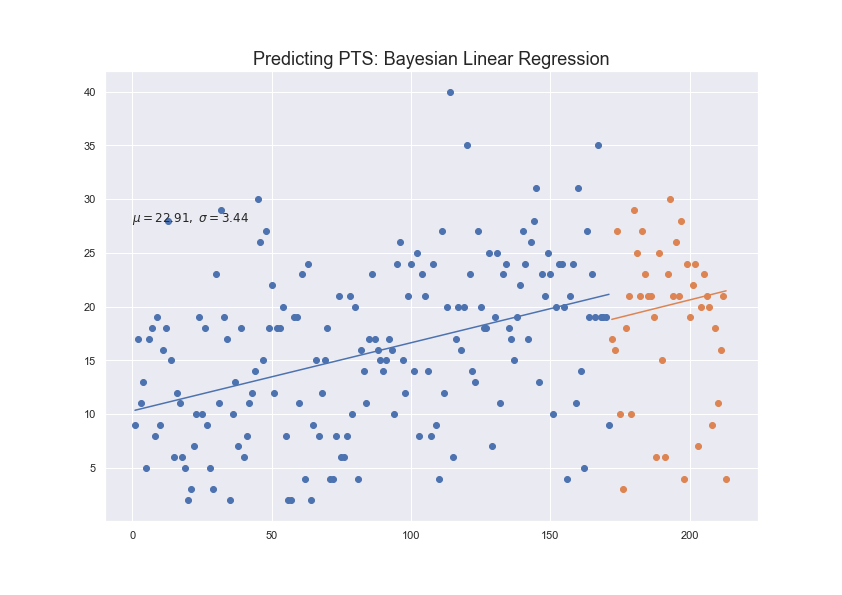 Predicting PTS: Bayesian Linear Regression
40
35
30
μ = 22.91, σ = 3.44
25
20
15
10
5
0 50 100 150 200